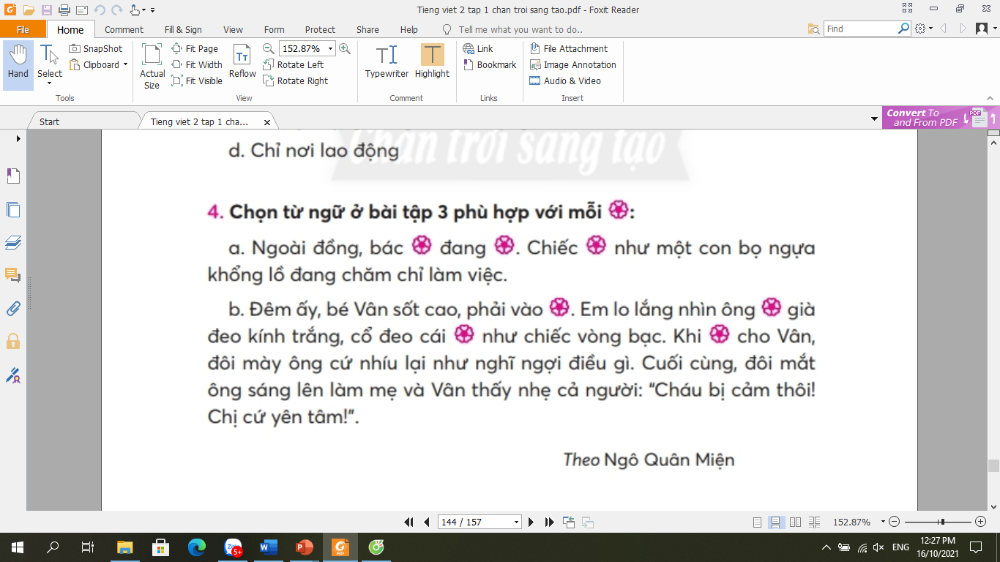 Tieng viet 2 tap 1 chan troi sang tao.pdf - Foxit Reader
File Home Comment Fill & Sign View Form Protect Share Help Tell me what you want to do.. Find
Hand
Select
SnapShot
Clipboard
Actual Size
Fit Page
Fit Width
Fit Visible
Reflow
152.87%
Rotate Left
Rotate Right
Typewriter
Highlight
Link
Bookmark
File Attachment
Image Annotation
Audio & Video
Tools View Comment Links Insert
Start Tieng viet 2 tap 1 cha...
Convert To
and From PDF
PDF
Chân trời sáng tạo
d. Chỉ nơi lao động
4. Chọn từ ngữ ở bài tập 3 phù hợp với mỗi :
a. Ngoài đồng, bác đang . Chiếc như một con bọ ngựa
khổng lồ đang chăm chỉ làm việc.
b. Đêm ấy, bé Vân sốt cao, phải vào . Em lo lắng nhìn ông già
đeo kính trắng, cổ đeo cái như chiếc vòng bạc. Khi cho Vân,
đôi mày ông cứ nhíu lại như nghĩ ngợi điều gì. Cuối cùng, đôi mắt
ông sáng lên làm mẹ và Vân thấy nhẹ cả người: “Cháu bị cảm thôi!
Chị cứ yên tâm!”.
Theo Ngô Quân Miện
144 / 157 152.87%
5+
ENG
12:27 PM
16/10/2021